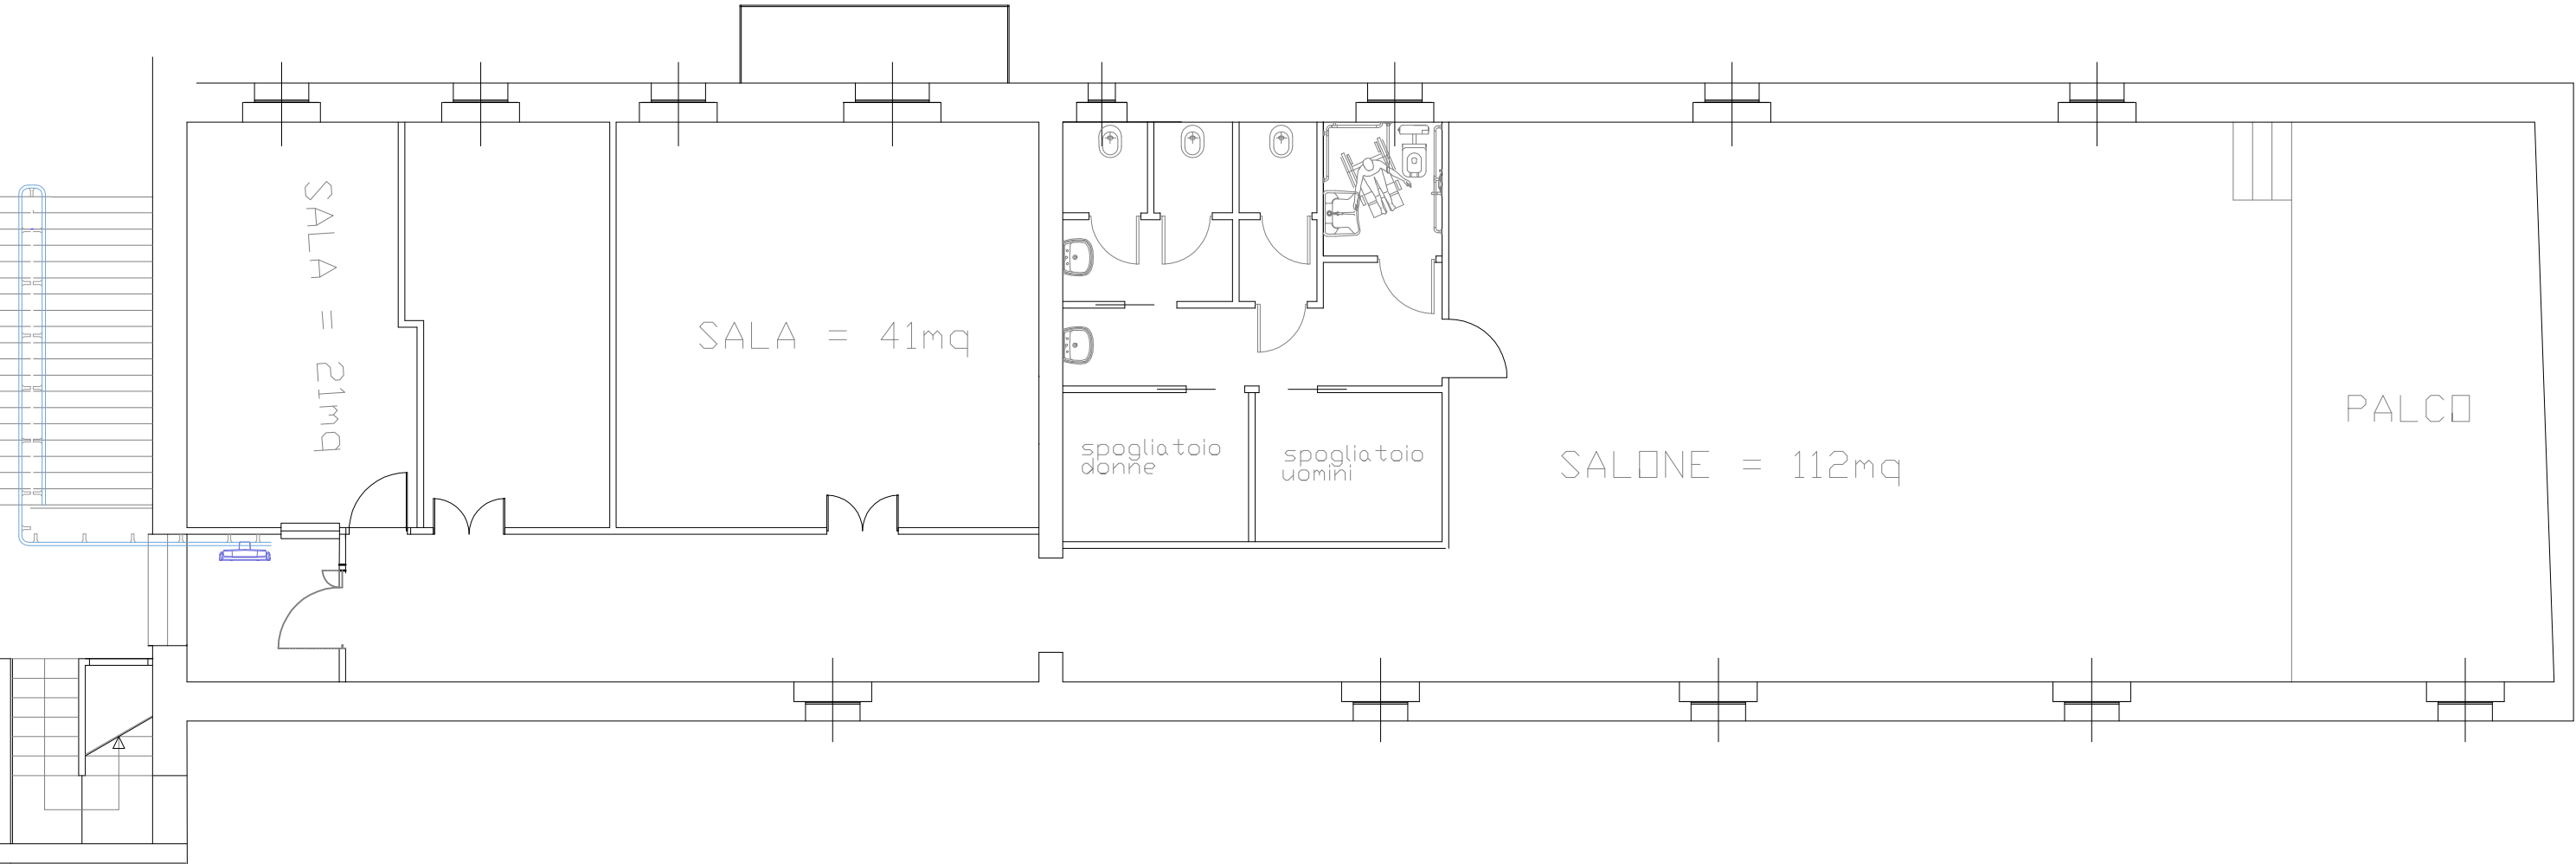 SALA = 21mq
SALA = 41mq
spogliatoio
donne
spogliatoio
uomini
SALONE = 112mq
PALCO